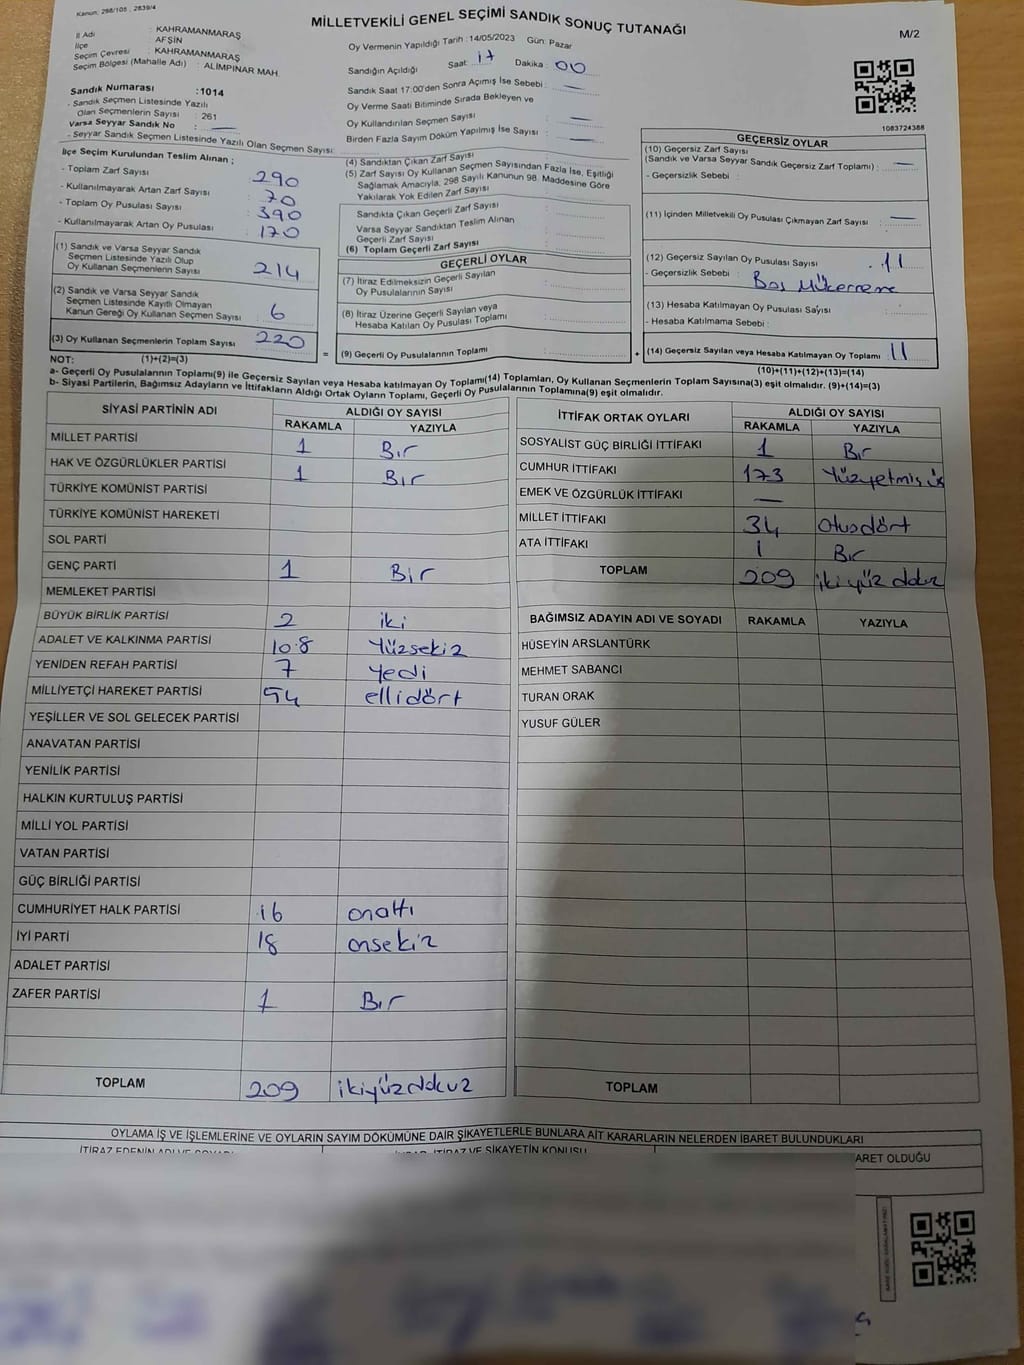 Kanun: 298/105 , 2839/4
MİLLETVEKİLİ GENEL SEÇİMİ SANDIK SONUÇ TUTANAĞI
M/2
İl Adı : KAHRAMANMARAŞ
İlçe : AFŞİN
Seçim Çevresi : KAHRAMANMARAŞ
Seçim Bölgesi (Mahalle Adı) : ALİMPINAR MAH.
Sandık Numarası :1014
- Sandık Seçmen Listesinde Yazılı
Olan Seçmenlerin Sayısı : 261
Varsa Seyyar Sandık No :
- Seyyar Sandık Seçmen Listesinde Yazılı Olan Seçmen Sayısı:
Oy Vermenin Yapıldığı Tarih : 14/05/2023 Gün: Pazar
Sandığın Açıldığı Saat: 17 Dakika : 00
Sandık Saat 17:00'den Sonra Açımış İse Sebebi : —
Oy Verme Saati Bitiminde Sırada Bekleyen ve
Oy Kullandırılan Seçmen Sayısı : —
Birden Fazla Sayım Döküm Yapılmış İse Sayısı : —
1083724388
İlçe Seçim Kurulundan Teslim Alınan ;
- Toplam Zarf Sayısı : 290
- Kullanılmayarak Artan Zarf Sayısı : 70
- Toplam Oy Pusulası Sayısı : 390
- Kullanılmayarak Artan Oy Pusulası : 170
(1) Sandık ve Varsa Seyyar Sandık
Seçmen Listesinde Yazılı Olup
Oy Kullanan Seçmenlerin Sayısı : 214
(2) Sandık ve Varsa Seyyar Sandık
Seçmen Listesinde Kayıtlı Olmayan
Kanun Gereği Oy Kullanan Seçmen Sayısı : 6
(3) Oy Kullanan Seçmenlerin Toplam Sayısı : 220
(4) Sandıktan Çıkan Zarf Sayısı
(5) Zarf Sayısı Oy Kullanan Seçmen Sayısından Fazla İse, Eşitliği
Sağlamak Amacıyla, 298 Sayılı Kanunun 98. Maddesine Göre
Yakılarak Yok Edilen Zarf Sayısı
Sandıkta Çıkan Geçerli Zarf Sayısı :
Varsa Seyyar Sandıktan Teslim Alınan
Geçerli Zarf Sayısı :
(6) Toplam Geçerli Zarf Sayısı :
GEÇERLİ OYLAR
(7) İtiraz Edilmeksizin Geçerli Sayılan
Oy Pusulalarının Sayısı :
(8) İtiraz Üzerine Geçerli Sayılan veya
Hesaba Katılan Oy Pusulası Toplamı :
= (9) Geçerli Oy Pusulalarının Toplamı : +
GEÇERSİZ OYLAR
(10) Geçersiz Zarf Sayısı
(Sandık ve Varsa Seyyar Sandık Geçersiz Zarf Toplamı) : —
- Geçersizlik Sebebi :
(11) İçinden Milletvekili Oy Pusulası Çıkmayan Zarf Sayısı : —
(12) Geçersiz Sayılan Oy Pusulası Sayısı : 11
- Geçersizlik Sebebi : Boş
(13) Hesaba Katılmayan Oy Pusulası Sayısı :
- Hesaba Katılmama Sebebi :
(14) Geçersiz Sayılan veya Hesaba Katılmayan Oy Toplamı : 11
NOT: (1)+(2)=(3)
(10)+(11)+(12)+(13)=(14)
a- Geçerli Oy Pusulalarının Toplamı(9) ile Geçersiz Sayılan veya Hesaba katılmayan Oy Toplamı(14) Toplamları, Oy Kullanan Seçmenlerin Toplam Sayısına(3) eşit olmalıdır. (9)+(14)=(3)
b- Siyasi Partilerin, Bağımsız Adayların ve İttifakların Aldığı Ortak Oyların Toplamı, Geçerli Oy Pusulalarının Toplamına(9) eşit olmalıdır.
SİYASİ PARTİNİN ADI ALDIĞI OY SAYISI
RAKAMLA YAZIYLA
MİLLET PARTİSİ 1 Bır
HAK VE ÖZGÜRLÜKLER PARTİSİ 1 Bır
TÜRKİYE KOMÜNİST PARTİSİ
TÜRKİYE KOMÜNİST HAREKETİ
SOL PARTİ
GENÇ PARTİ 1 Bir
MEMLEKET PARTİSİ
BÜYÜK BİRLİK PARTİSİ 2 iki
ADALET VE KALKINMA PARTİSİ 108 Yüzsekiz
YENİDEN REFAH PARTİSİ 7 Yedi
MİLLİYETÇİ HAREKET PARTİSİ 54 ellidört
YEŞİLLER VE SOL GELECEK PARTİSİ
ANAVATAN PARTİSİ
YENİLİK PARTİSİ
HALKIN KURTULUŞ PARTİSİ
MİLLİ YOL PARTİSİ
VATAN PARTİSİ
GÜÇ BİRLİĞİ PARTİSİ
CUMHURİYET HALK PARTİSİ 16 onaltı
İYİ PARTİ 18 onsekiz
ADALET PARTİSİ
ZAFER PARTİSİ 1 Bır
TOPLAM 209 ikiyüzdokuz
İTTİFAK ORTAK OYLARI ALDIĞI OY SAYISI
RAKAMLA YAZIYLA
SOSYALİST GÜÇ BİRLİĞİ İTTİFAKI 1 Bır
CUMHUR İTTİFAKI 173 Yüzyetmişüç
EMEK VE ÖZGÜRLÜK İTTİFAKI —
MİLLET İTTİFAKI 34 otuzdört
ATA İTTİFAKI 1 Bır
TOPLAM 209 ikiyüz dokuz
BAĞIMSIZ ADAYIN ADI VE SOYADI RAKAMLA YAZIYLA
HÜSEYİN ARSLANTÜRK
MEHMET SABANCI
TURAN ORAK
YUSUF GÜLER
TOPLAM
OYLAMA İŞ VE İŞLEMLERİNE VE OYLARIN SAYIM DÖKÜMÜNE DAİR ŞİKAYETLERLE BUNLARA AİT KARARLARIN NELERDEN İBARET BULUNDUKLARI
ARET OLDUĞU